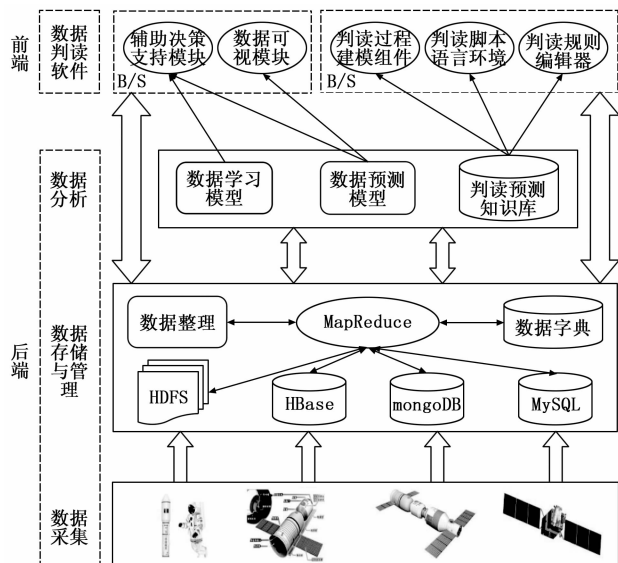 前端
数据
判读
软件
辅助决策
支持模块
数据可
视模块
B/S
判读过程
建模组件
判读脚本
语言环境
判读规则
编辑器
B/S
后端
数据
分析
数据学习
模型
数据预测
模型
判读预测
知识库
数据
存储
与管
理
数据整理
MapReduce
数据字典
HDFS
HBase
mongoDB
MySQL
数据
采集